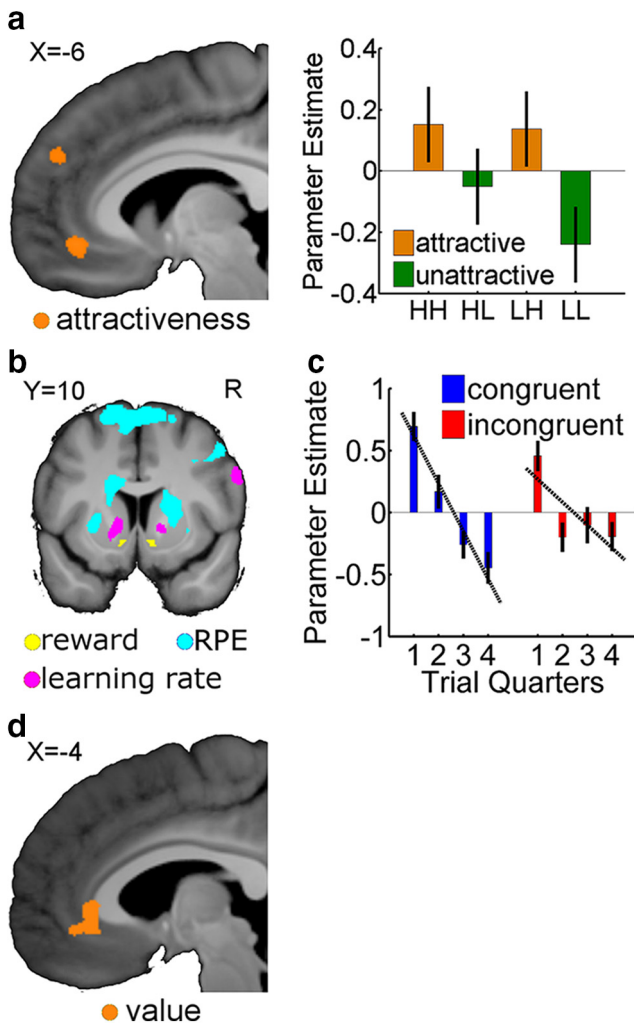 a
X=-6
attractiveness
Parameter Estimate
0.4
0.2
0
-0.2
-0.4
attractive
unattractive
HH HL LH LL
b
Y=10 R
reward RPE
learning rate
c
congruent
incongruent
Parameter Estimate
1
0.5
0
-0.5
-1
1 2 3 4 1 2 3 4
Trial Quarters
d
X=-4
value